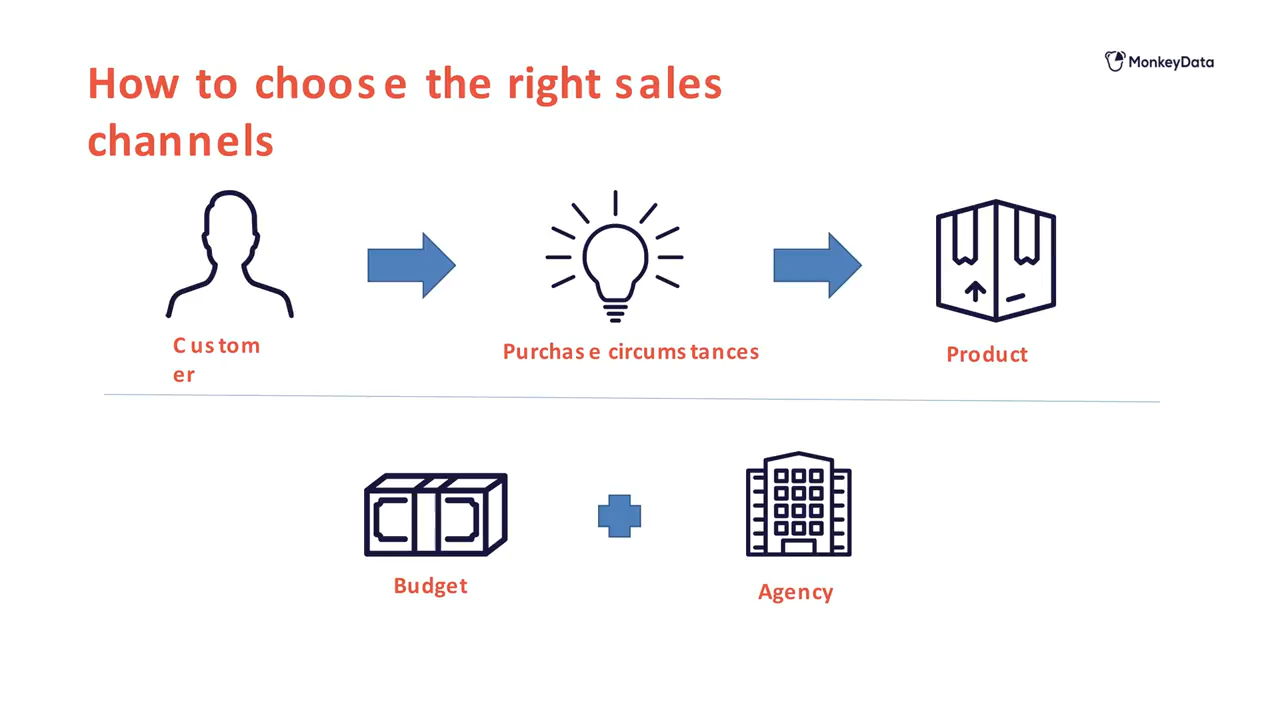 How to choose the right sales
channels
MonkeyData
Custom
er
Purchase circumstances
Product
Budget
Agency